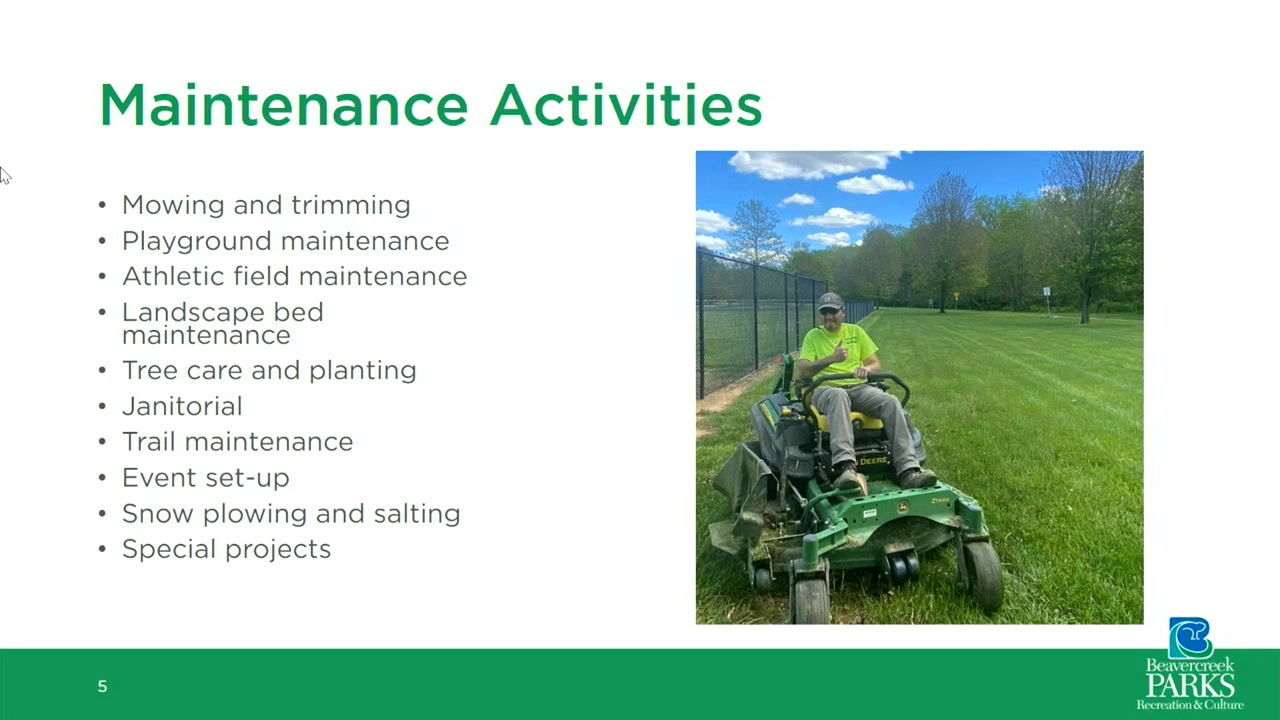 Maintenance Activities
• Mowing and trimming
• Playground maintenance
• Athletic field maintenance
• Landscape bed
maintenance
• Tree care and planting
• Janitorial
• Trail maintenance
• Event set-up
• Snow plowing and salting
• Special projects
DEERE
5
Beavercreek
PARKS
Recreation & Culture